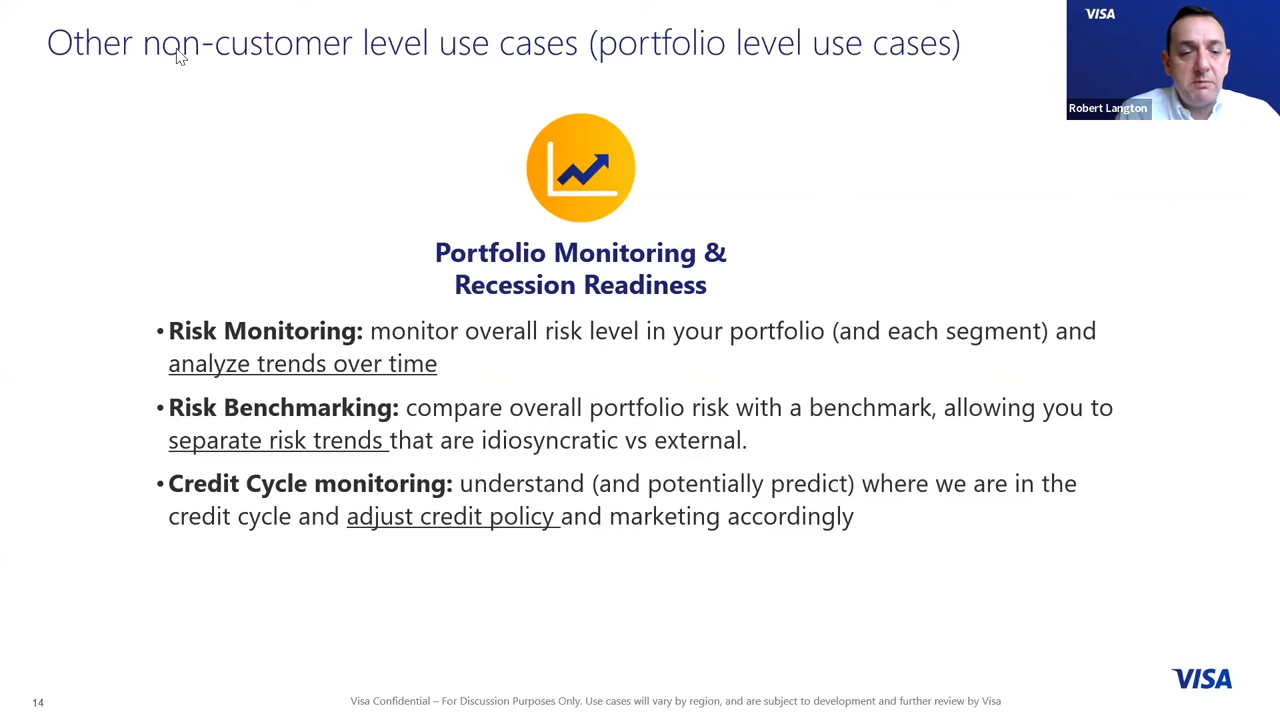 Other non-customer level use cases (portfolio level use cases)
VISA
Robert Langton
Portfolio Monitoring &
Recession Readiness
• Risk Monitoring: monitor overall risk level in your portfolio (and each segment) and
analyze trends over time
• Risk Benchmarking: compare overall portfolio risk with a benchmark, allowing you to
separate risk trends that are idiosyncratic vs external.
• Credit Cycle monitoring: understand (and potentially predict) where we are in the
credit cycle and adjust credit policy and marketing accordingly
VISA
14
Visa Confidential – For Discussion Purposes Only. Use cases will vary by region, and are subject to development and further review by Visa